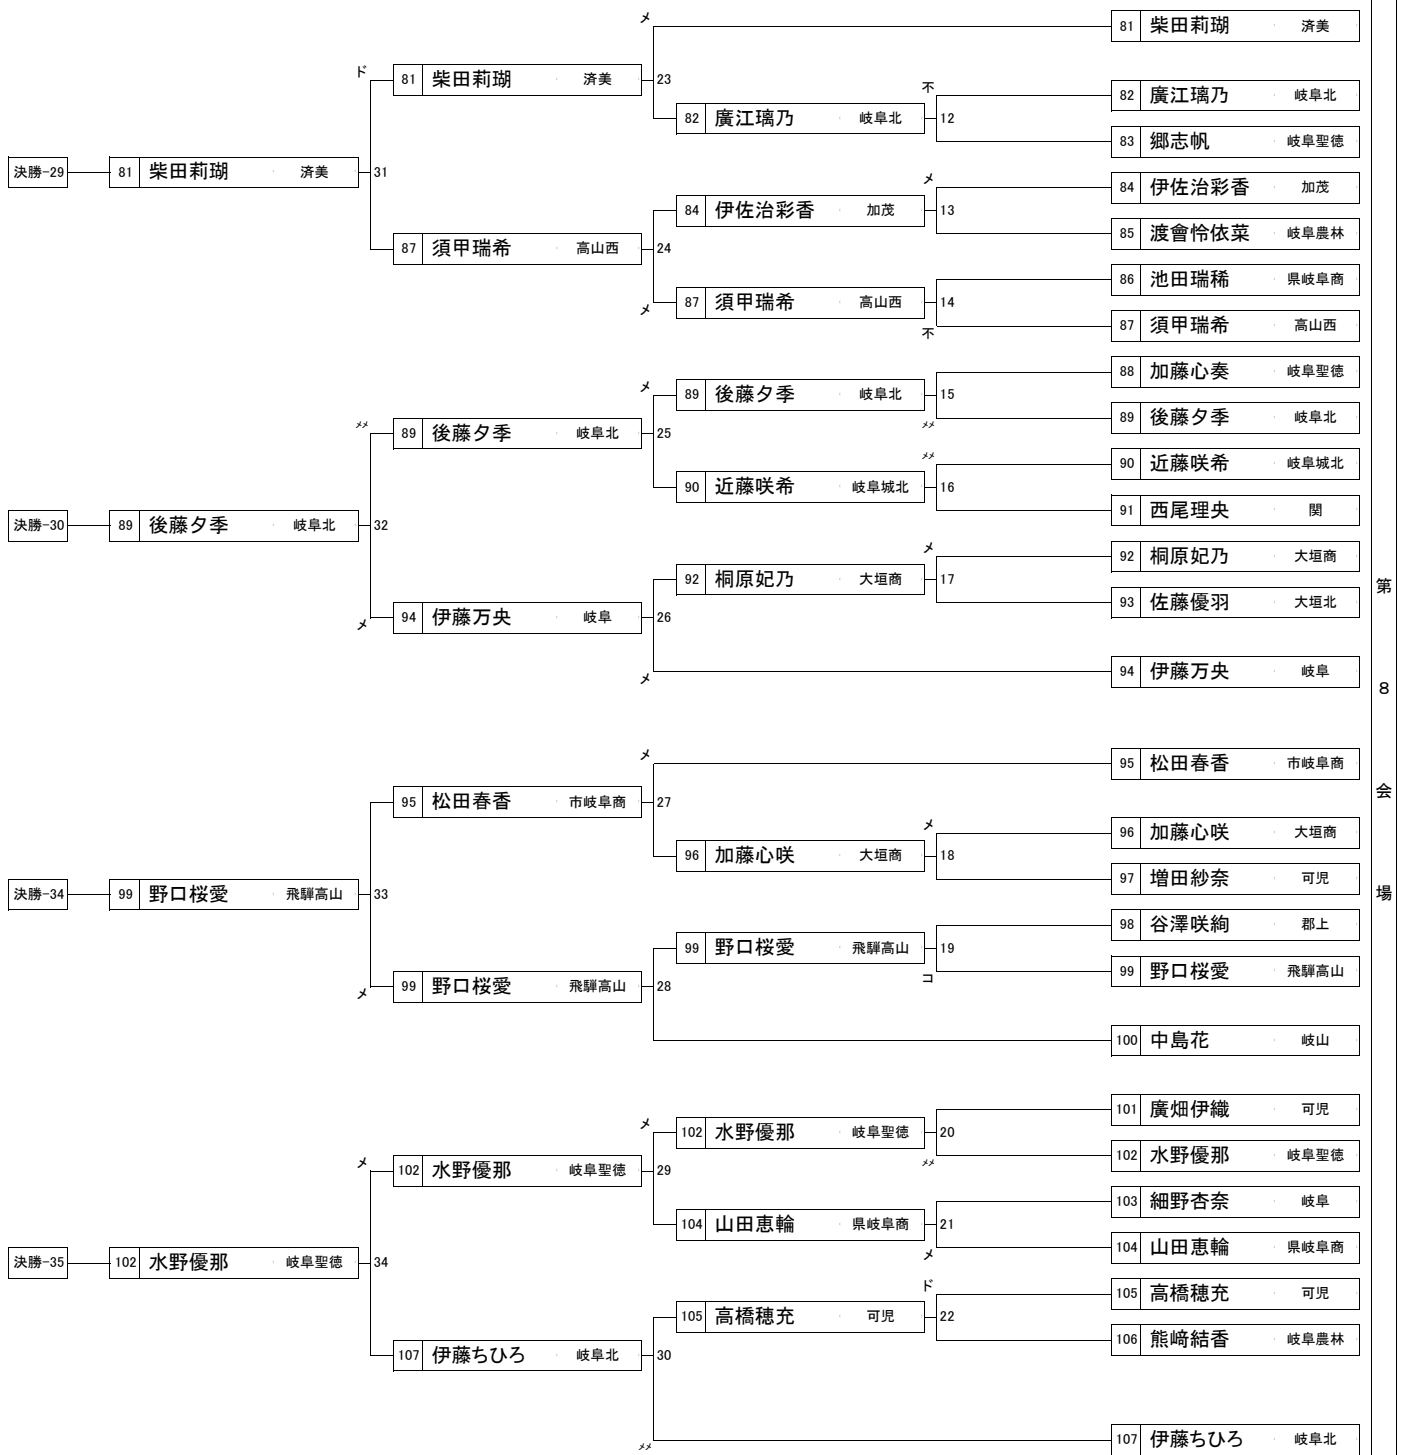 メ
81 柴田莉瑚 済美
ド
81 柴田莉瑚 済美
23
不
82 廣江璃乃 岐阜北
82 廣江璃乃 岐阜北
12
83 郷志帆 岐阜聖徳
決勝-29
81 柴田莉瑚 済美
31
メ
84 伊佐治彩香 加茂
84 伊佐治彩香 加茂
13
85 渡會怜依菜 岐阜農林
87 須甲瑞希 高山西
24
86 池田瑞稀 県岐阜商
メ
87 須甲瑞希 高山西
14
不
87 須甲瑞希 高山西
88 加藤心奏 岐阜聖徳
メ
89 後藤夕季 岐阜北
15
メメ
89 後藤夕季 岐阜北
メメ
89 後藤夕季 岐阜北
25
メメ
90 近藤咲希 岐阜城北
90 近藤咲希 岐阜城北
16
91 西尾理央 関
決勝-30
89 後藤夕季 岐阜北
32
メ
92 桐原妃乃 大垣商
92 桐原妃乃 大垣商
17
93 佐藤優羽 大垣北
メ
94 伊藤万央 岐阜
26
メ
94 伊藤万央 岐阜
メ
95 松田春香 市岐阜商
95 松田春香 市岐阜商
27
メ
96 加藤心咲 大垣商
96 加藤心咲 大垣商
18
97 増田紗奈 可児
決勝-34
99 野口桜愛 飛騨高山
33
98 谷澤咲絢 郡上
99 野口桜愛 飛騨高山
19
コ
99 野口桜愛 飛騨高山
メ
99 野口桜愛 飛騨高山
28
100 中島花 岐山
101 廣畑伊織 可児
メ
102 水野優那 岐阜聖徳
20
メメ
102 水野優那 岐阜聖徳
メ
102 水野優那 岐阜聖徳
29
103 細野杏奈 岐阜
104 山田恵輪 県岐阜商
21
メ
104 山田恵輪 県岐阜商
決勝-35
102 水野優那 岐阜聖徳
34
ド
105 高橋穂充 可児
105 高橋穂充 可児
22
106 熊﨑結香 岐阜農林
107 伊藤ちひろ 岐阜北
30
メメ
107 伊藤ちひろ 岐阜北
第8会場